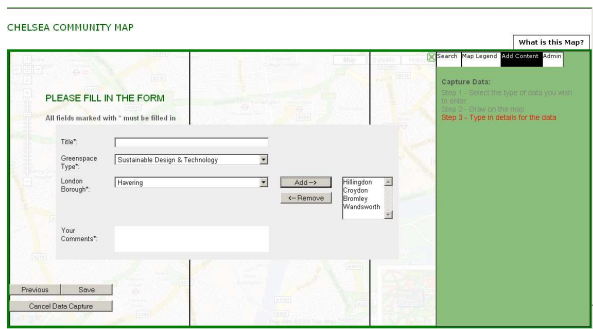 CHELSEA COMMUNITY MAP
What is this Map?
Search Map Legend Add Content Admin
Map
PLEASE FILL IN THE FORM
All fields marked with * must be filled in
Title*:
Greenspace
Type*:
Sustainable Design & Technology
London
Borough*:
Havering
Add -->
<-- Remove
Hillingdon
Croydon
Bromley
Wandsworth
Your
Comments*:
Previous Save
Cancel Data Capture
Capture Data:
Step 1 - Select the type of data you wish
to enter
Step 2 - Draw on the map
Step 3 - Type in details for the data